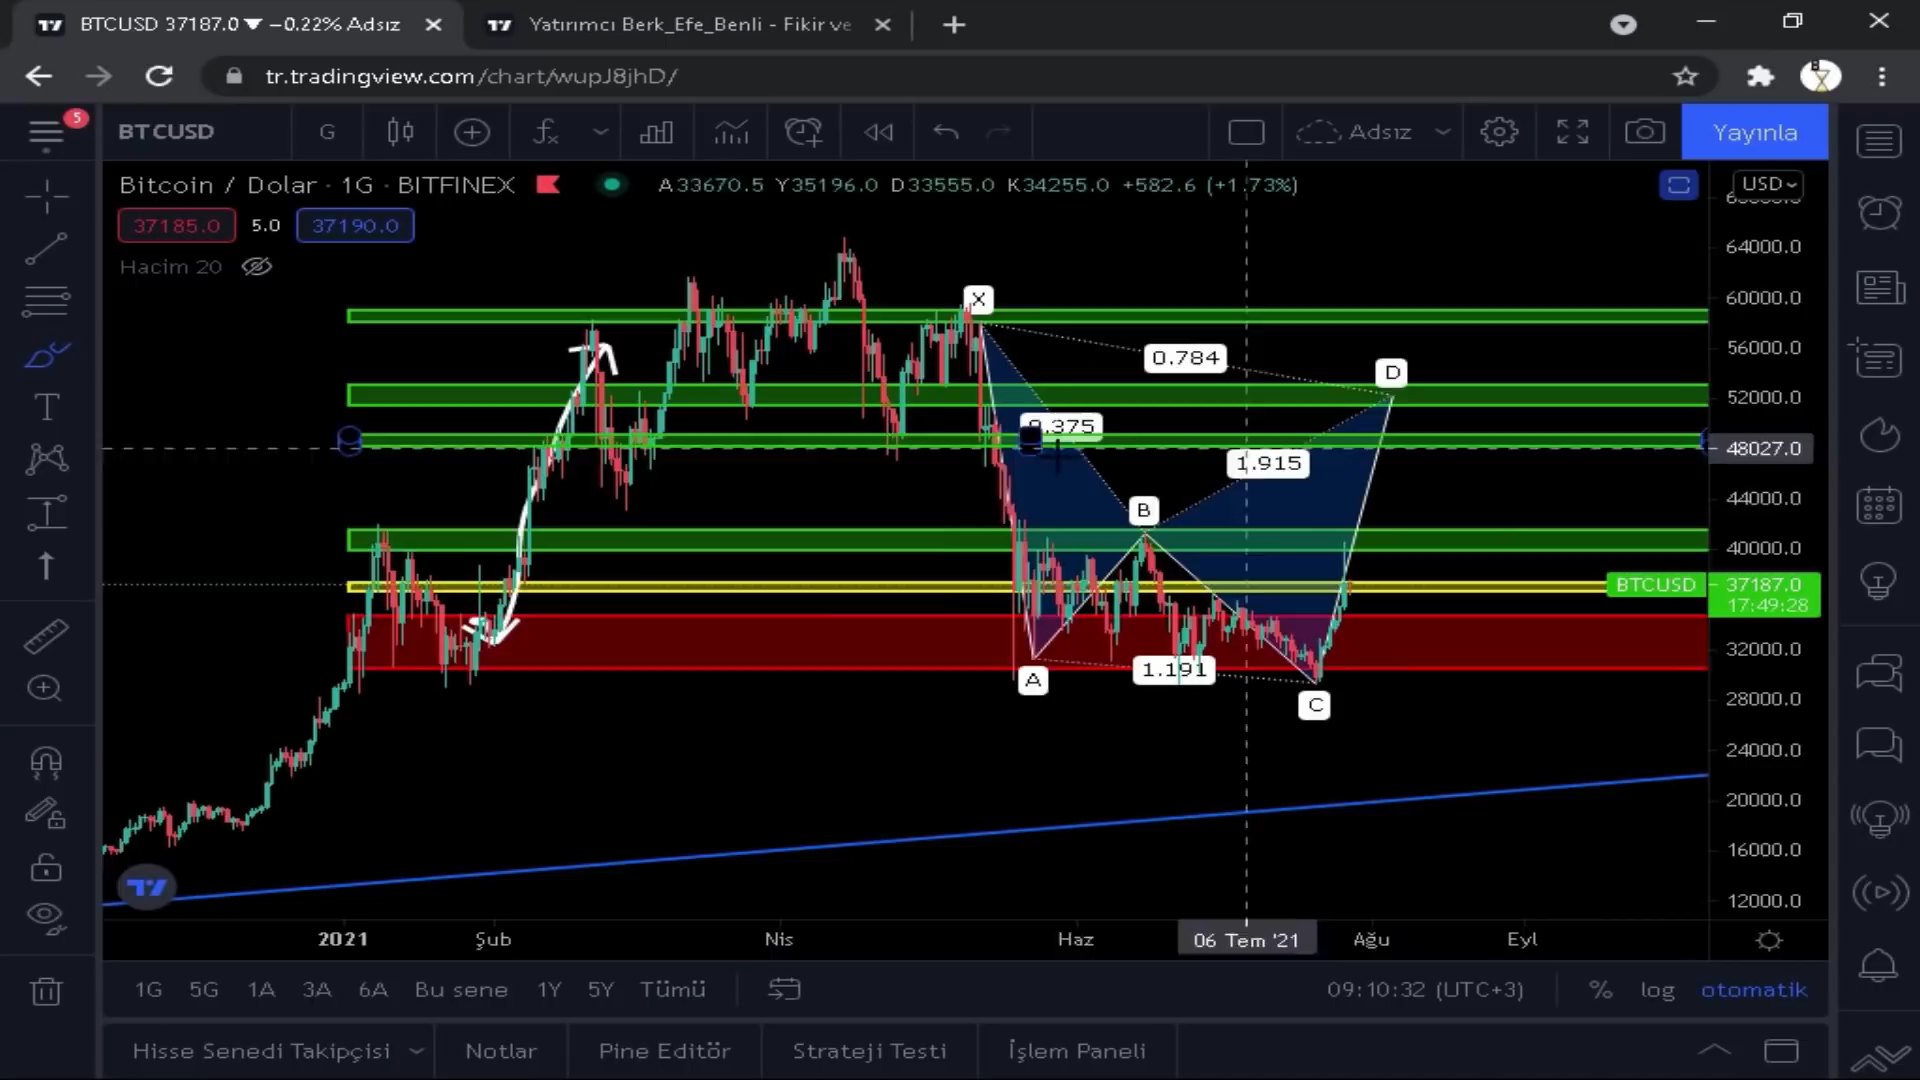 BTCUSD 37187.0 ▼ −0.22% Adsız
Yatırımcı Berk_Efe_Benli - Fikir ve
tr.tradingview.com/chart/wupJ8jhD/
5
BTCUSD
G
Adsız
Yayınla
Bitcoin / Dolar · 1G · BITFINEX
A33670.5 Y35196.0 D33555.0 K34255.0 +582.6 (+1.73%)
USD
37185.0 5.0 37190.0
Hacim 20
64000.0
X
60000.0
0.784
56000.0
D
52000.0
0.375
1.915
48027.0
B
44000.0
40000.0
BTCUSD 37187.0
17:49:28
32000.0
A
1.191
C
28000.0
24000.0
20000.0
16000.0
12000.0
2021 Şub Nis Haz 06 Tem '21 Ağu Eyl
1G 5G 1A 3A 6A Bu sene 1Y 5Y Tümü
09:10:32 (UTC+3) % log otomatik
Hisse Senedi Takipçisi Notlar Pine Editör Strateji Testi İşlem Paneli